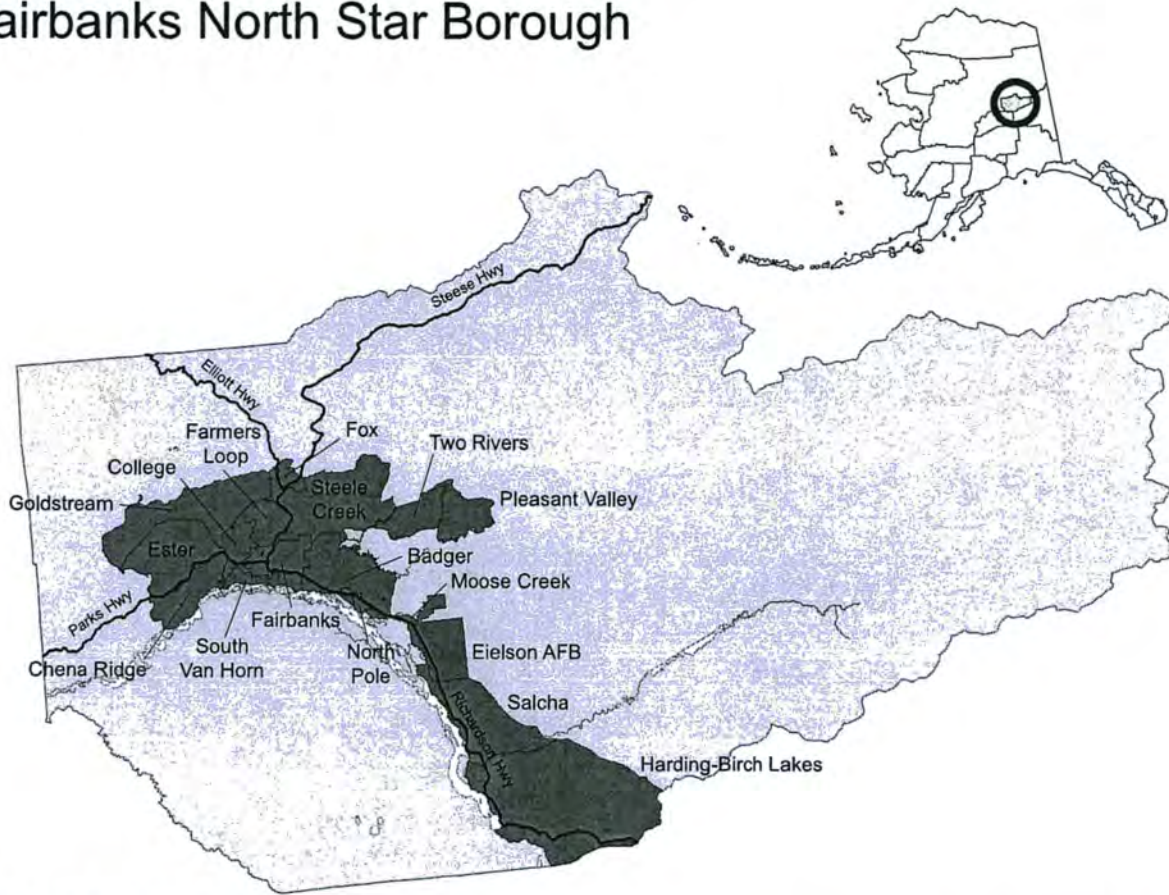 airbanks North Star Borough
Steese Hwy
Elliott Hwy
Farmers
Loop
Fox
Two Rivers
College
Steele
Creek
Goldstream
Pleasant Valley
Ester
Bädger
Moose Creek
Parks Hwy
Fairbanks
Chena Ridge
South
Van Horn
North
Pole
Eielson AFB
Salcha
Richardson Hwy
Harding-Birch Lakes